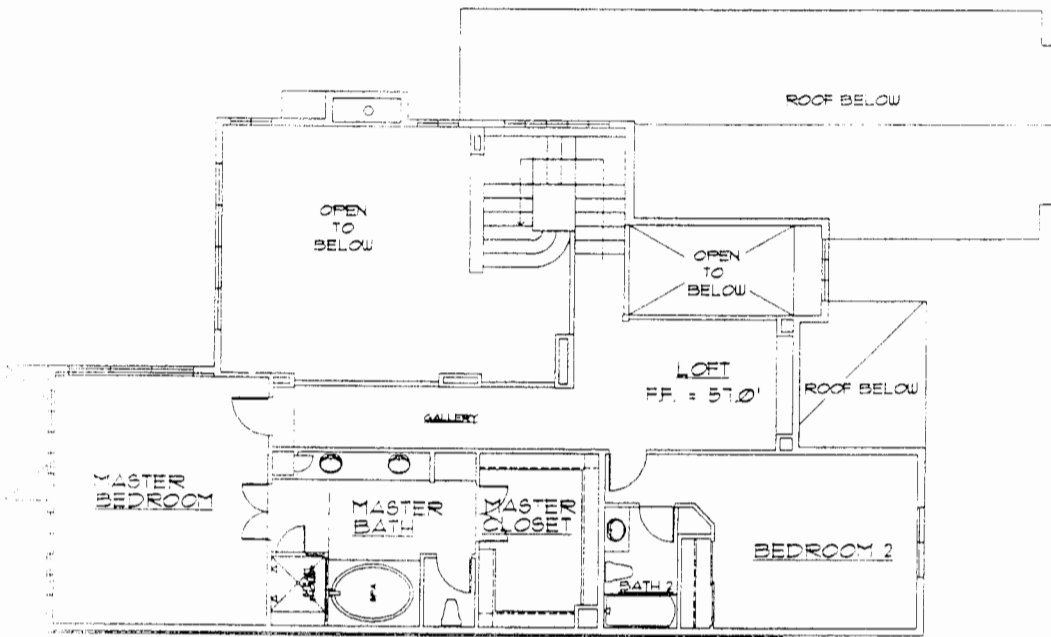 ROOF BELOW
OPEN
TO
BELOW
OPEN
TO
BELOW
LOFT
F.F. = 57.0'
ROOF BELOW
GALLERY
MASTER
BEDROOM
MASTER
BATH
MASTER
CLOSET
BEDROOM 2
BATH 2
SPA